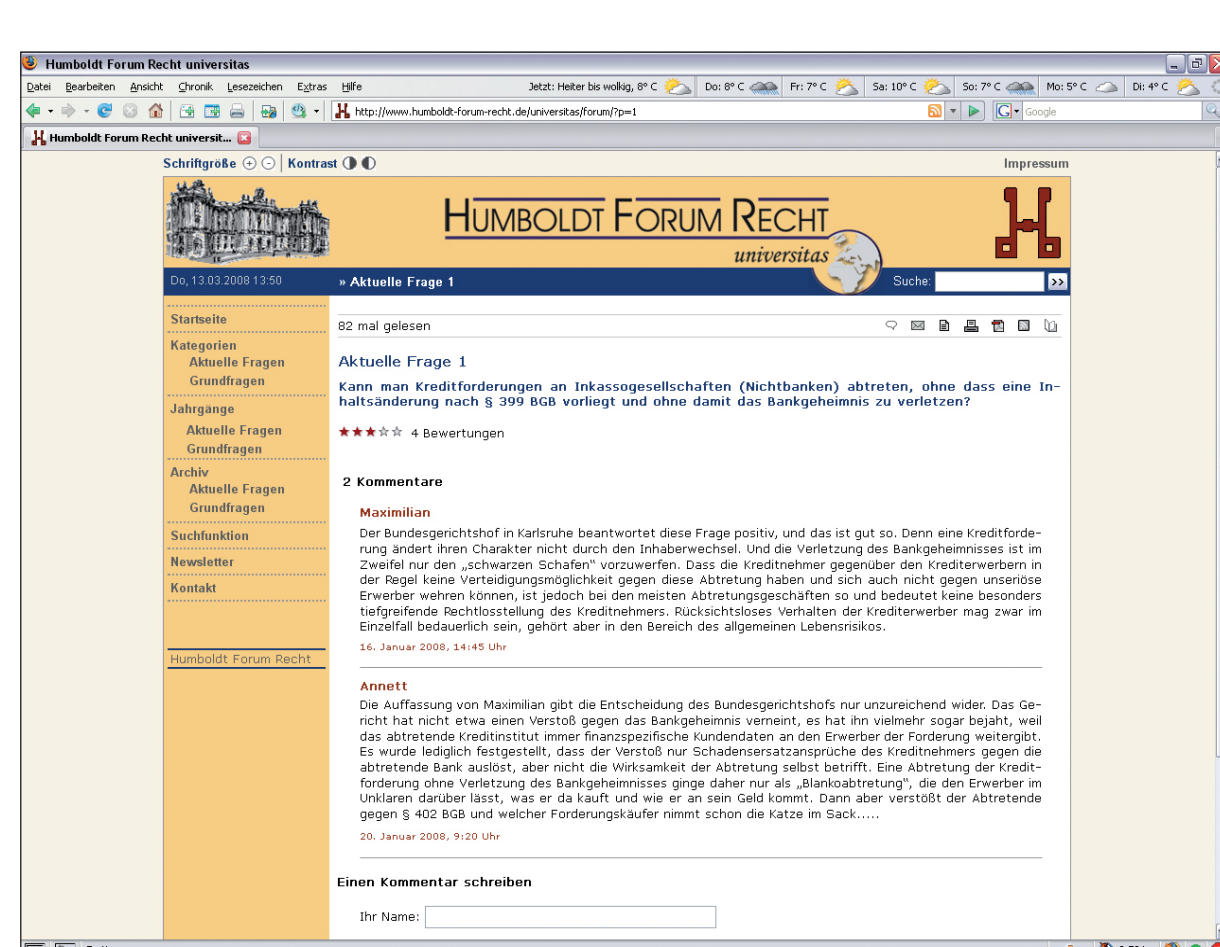 Humboldt Forum Recht universitas
Datei Bearbeiten Ansicht Chronik Lesezeichen Extras Hilfe Jetzt: Heiter bis wolkig, 8° C Do: 8° C Fr: 7° C Sa: 10° C So: 7° C Mo: 5° C Di: 4° C
http://www.humboldt-forum-recht.de/universitas/forum/?p=1 Google
Humboldt Forum Recht universit...
Schriftgröße Kontrast Impressum
HUMBOLDT FORUM RECHT
universitas
Do, 13.03.2008 13:50 » Aktuelle Frage 1 Suche: >>
Startseite
Kategorien
Aktuelle Fragen
Grundfragen
Jahrgänge
Aktuelle Fragen
Grundfragen
Archiv
Aktuelle Fragen
Grundfragen
Suchfunktion
Newsletter
Kontakt
Humboldt Forum Recht
82 mal gelesen
Aktuelle Frage 1
Kann man Kreditforderungen an Inkassogesellschaften (Nichtbanken) abtreten, ohne dass eine In-
haltsänderung nach § 399 BGB vorliegt und ohne damit das Bankgeheimnis zu verletzen?
4 Bewertungen
2 Kommentare
Maximilian
Der Bundesgerichtshof in Karlsruhe beantwortet diese Frage positiv, und das ist gut so. Denn eine Kreditforde-
rung ändert ihren Charakter nicht durch den Inhaberwechsel. Und die Verletzung des Bankgeheimnisses ist im
Zweifel nur den „schwarzen Schafen" vorzuwerfen. Dass die Kreditnehmer gegenüber den Krediterwerbern in
der Regel keine Verteidigungsmöglichkeit gegen diese Abtretung haben und sich auch nicht gegen unseriöse
Erwerber wehren können, ist jedoch bei den meisten Abtretungsgeschäften so und bedeutet keine besonders
tiefgreifende Rechtlosstellung des Kreditnehmers. Rücksichtsloses Verhalten der Krediterwerber mag zwar im
Einzelfall bedauerlich sein, gehört aber in den Bereich des allgemeinen Lebensrisikos.
16. Januar 2008, 14:45 Uhr
Annett
Die Auffassung von Maximilian gibt die Entscheidung des Bundesgerichtshofs nur unzureichend wider. Das Ge-
richt hat nicht etwa einen Verstoß gegen das Bankgeheimnis verneint, es hat ihn vielmehr sogar bejaht, weil
das abtretende Kreditinstitut immer finanzspezifische Kundendaten an den Erwerber der Forderung weitergibt.
Es wurde lediglich festgestellt, dass der Verstoß nur Schadensersatzansprüche des Kreditnehmers gegen die
abtretende Bank auslöst, aber nicht die Wirksamkeit der Abtretung selbst betrifft. Eine Abtretung der Kredit-
forderung ohne Verletzung des Bankgeheimnisses ginge daher nur als „Blankoabtretung", die den Erwerber im
Unklaren darüber lässt, was er da kauft und wie er an sein Geld kommt. Dann aber verstößt der Abtretende
gegen § 402 BGB und welcher Forderungskäufer nimmt schon die Katze im Sack.....
20. Januar 2008, 9:20 Uhr
Einen Kommentar schreiben
Ihr Name: